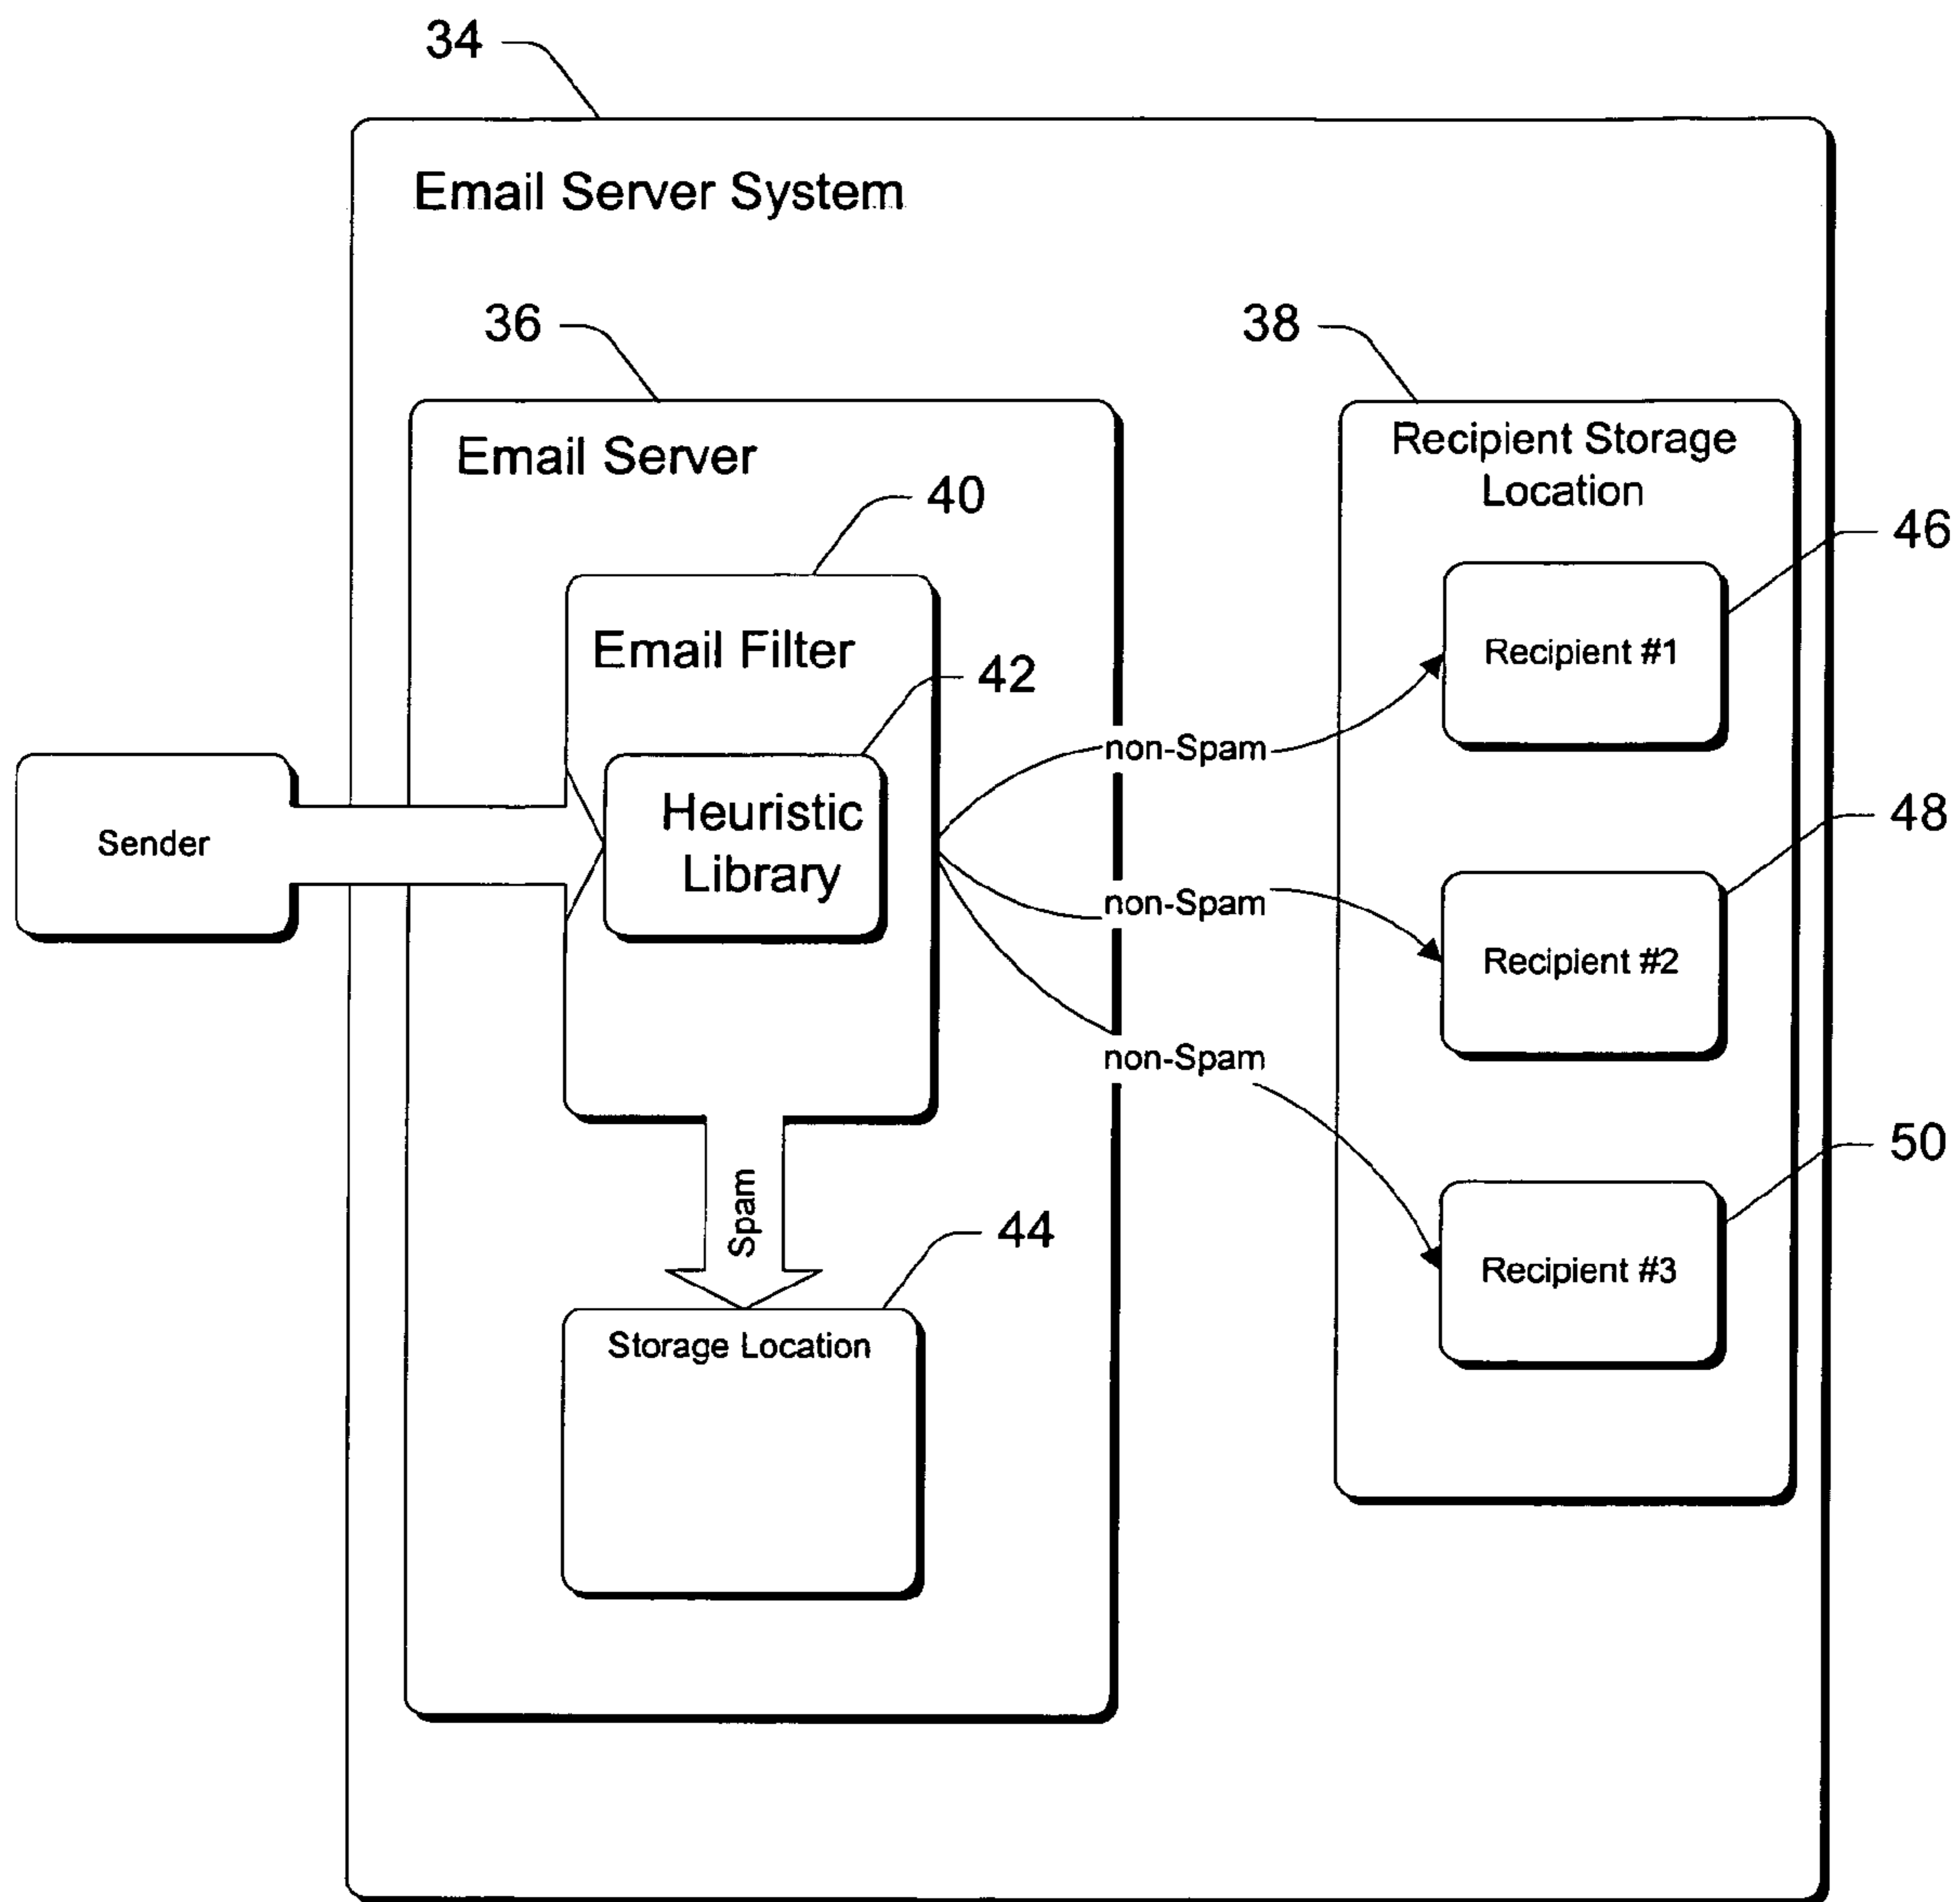 34
Email Server System
36
38
Email Server
Recipient Storage
Location
40
46
Email Filter
Recipient #1
42
non-Spam
Heuristic
Library
Sender
48
non-Spam
Recipient #2
non-Spam
50
Spam
44
Recipient #3
Storage Location